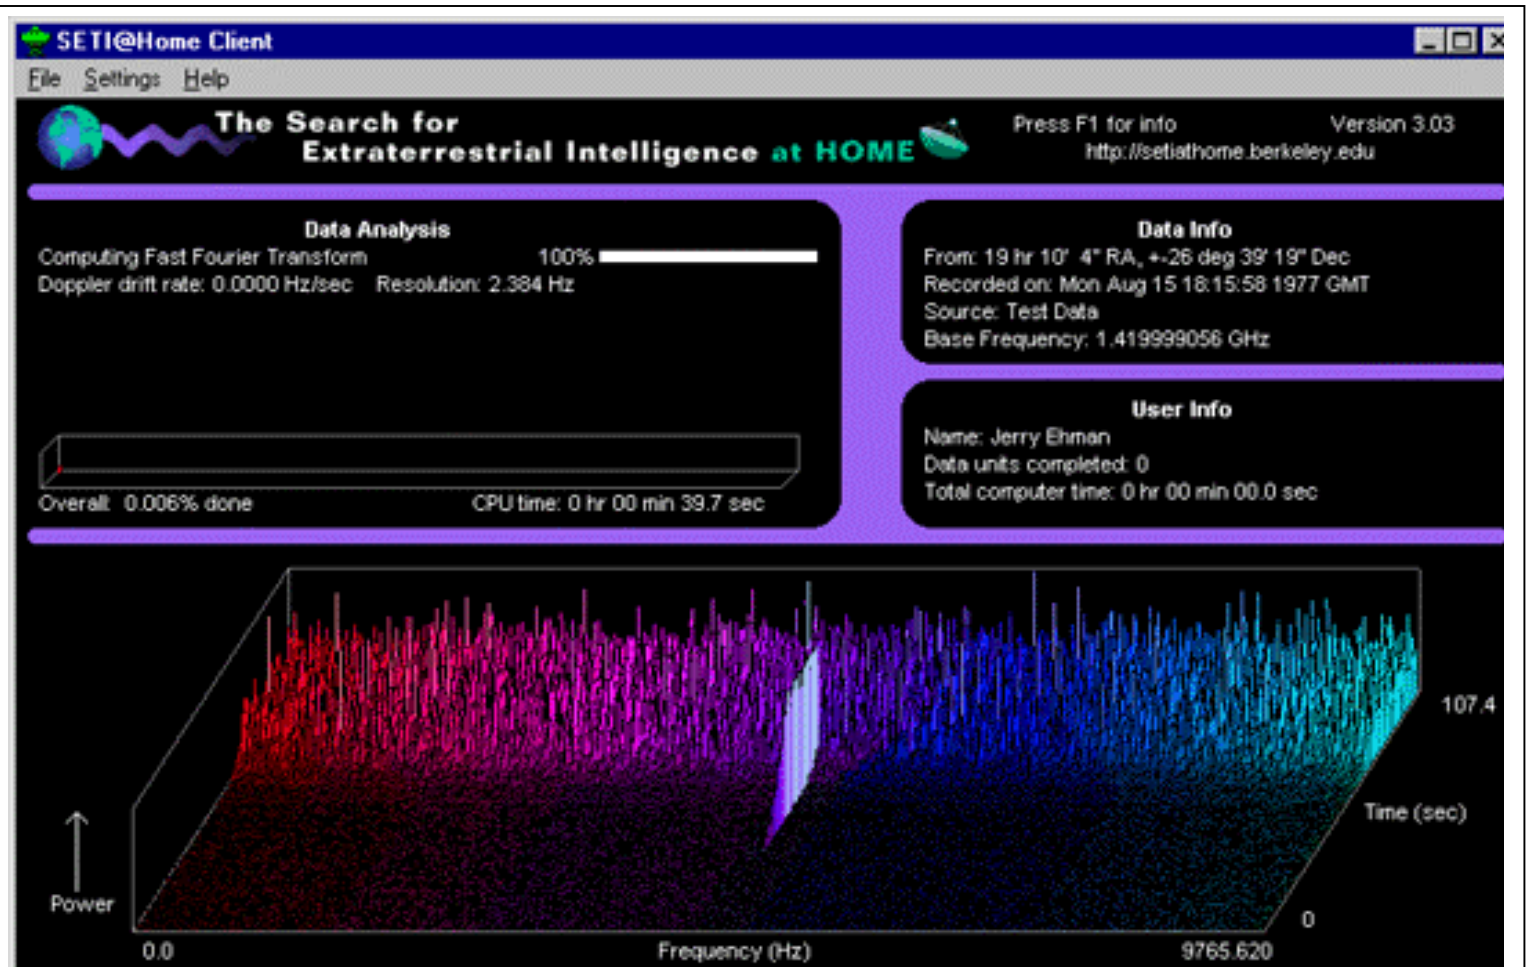 SETI@Home Client
File Settings Help
The Search for
Extraterrestrial Intelligence at HOME
Press F1 for info Version 3.03
http://setiathome.berkeley.edu
Data Analysis
Computing Fast Fourier Transform 100%
Doppler drift rate: 0.0000 Hz/sec Resolution: 2.384 Hz
Overall: 0.006% done CPU time: 0 hr 00 min 39.7 sec
Data Info
From: 19 hr 10' 4" RA, +-26 deg 39' 19" Dec
Recorded on: Mon Aug 15 18:15:58 1977 GMT
Source: Test Data
Base Frequency: 1.419999056 GHz
User Info
Name: Jerry Ehman
Data units completed: 0
Total computer time: 0 hr 00 min 00.0 sec
107.4
Time (sec)
Power
0
0.0 Frequency (Hz) 9765.620